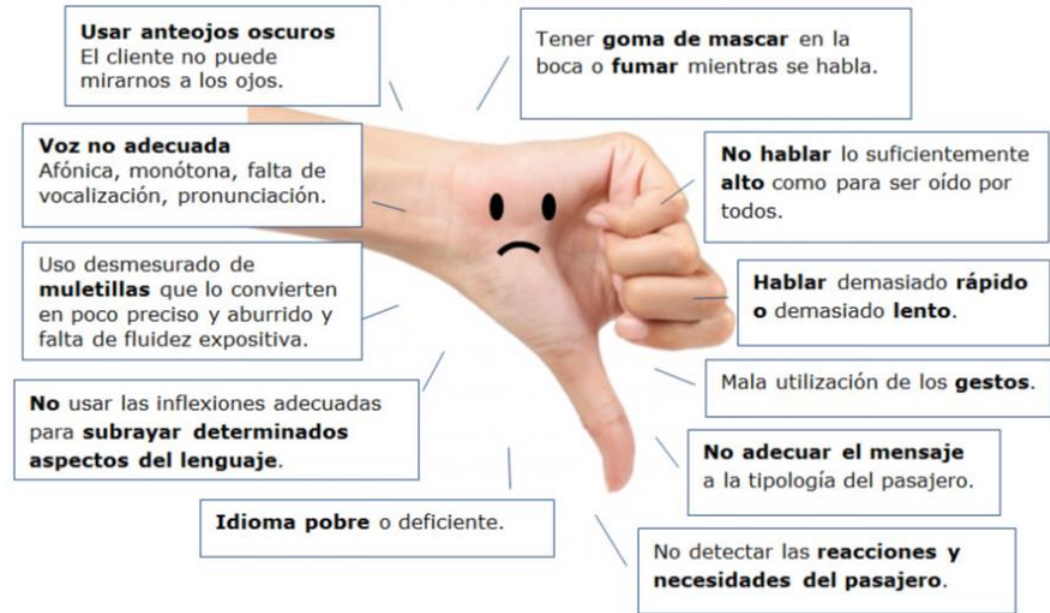 Usar anteojos oscuros
El cliente no puede
mirarnos a los ojos.
Tener goma de mascar en la
boca o fumar mientras se habla.
Voz no adecuada
Afónica, monótona, falta de
vocalización, pronunciación.
No hablar lo suficientemente
alto como para ser oído por
todos.
Uso desmesurado de
muletillas que lo convierten
en poco preciso y aburrido y
falta de fluidez expositiva.
Hablar demasiado rápido
o demasiado lento.
No usar las inflexiones adecuadas
para subrayar determinados
aspectos del lenguaje.
Mala utilización de los gestos.
No adecuar el mensaje
a la tipología del pasajero.
Idioma pobre o deficiente.
No detectar las reacciones y
necesidades del pasajero.